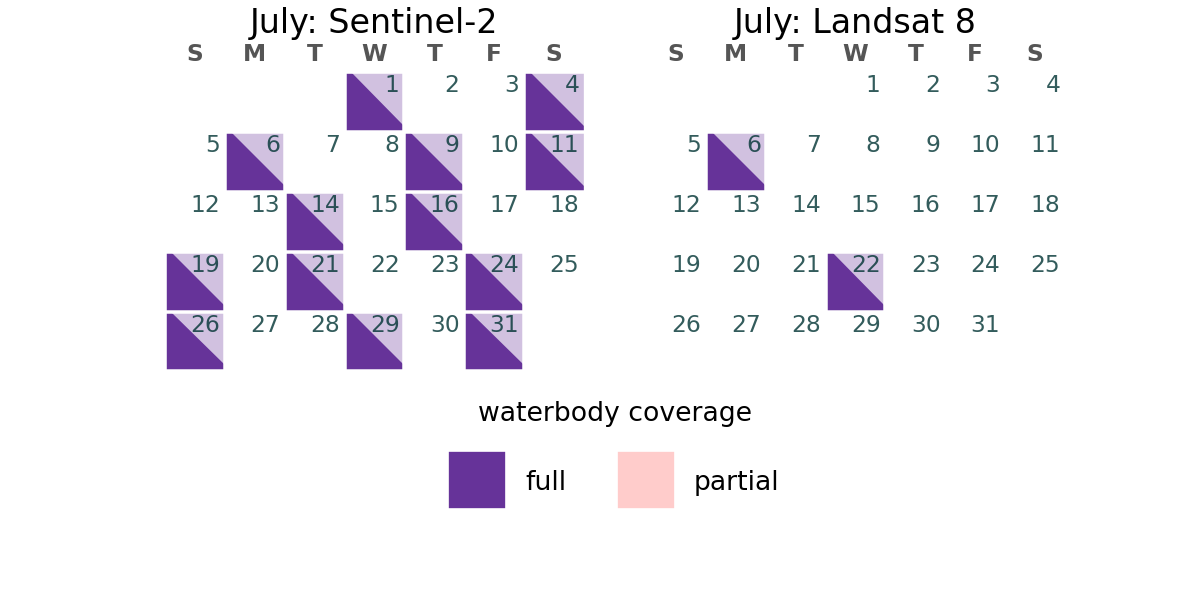 July: Sentinel-2
S M T W T F S
1 2 3 4
5 6 7 8 9 10 11
12 13 14 15 16 17 18
19 20 21 22 23 24 25
26 27 28 29 30 31
July: Landsat 8
S M T W T F S
1 2 3 4
5 6 7 8 9 10 11
12 13 14 15 16 17 18
19 20 21 22 23 24 25
26 27 28 29 30 31
waterbody coverage
full
partial